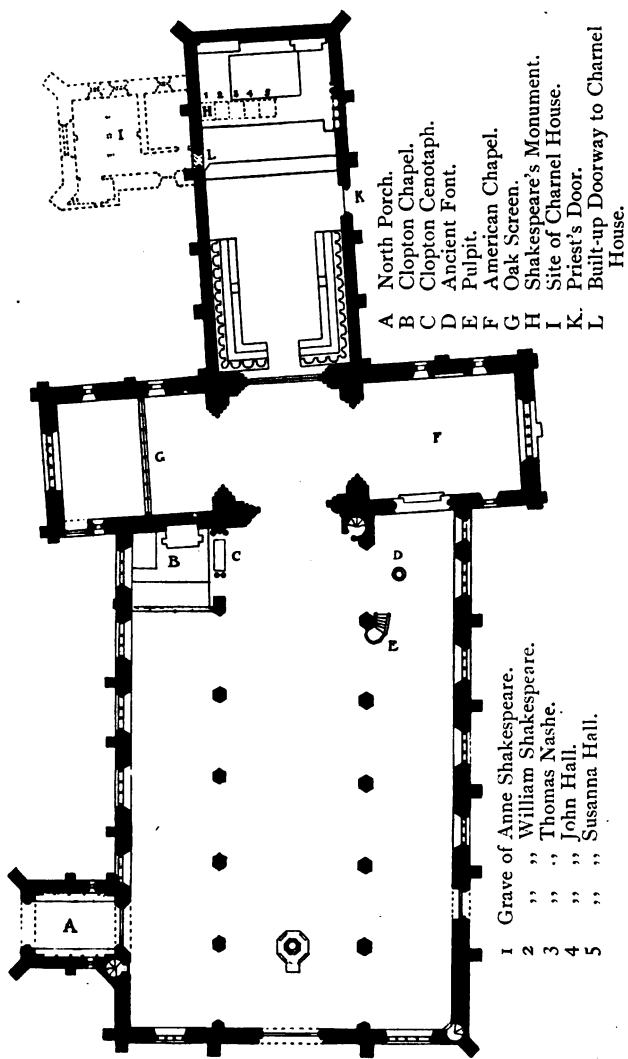 I
L
H
1 2 3 4 5
K
G
F
B
C
D
E
A
A North Porch.
B Clopton Chapel.
C Clopton Cenotaph.
D Ancient Font.
E Pulpit.
F American Chapel.
G Oak Screen.
H Shakespeare's Monument.
I Site of Charnel House.
K. Priest's Door.
L Built-up Doorway to Charnel
House.
1 Grave of Anne Shakespeare.
2 ,, ,, William Shakespeare.
3 ,, ., Thomas Nashe.
4 ,, ,, John Hall.
5 ,, ,, Susanna Hall.